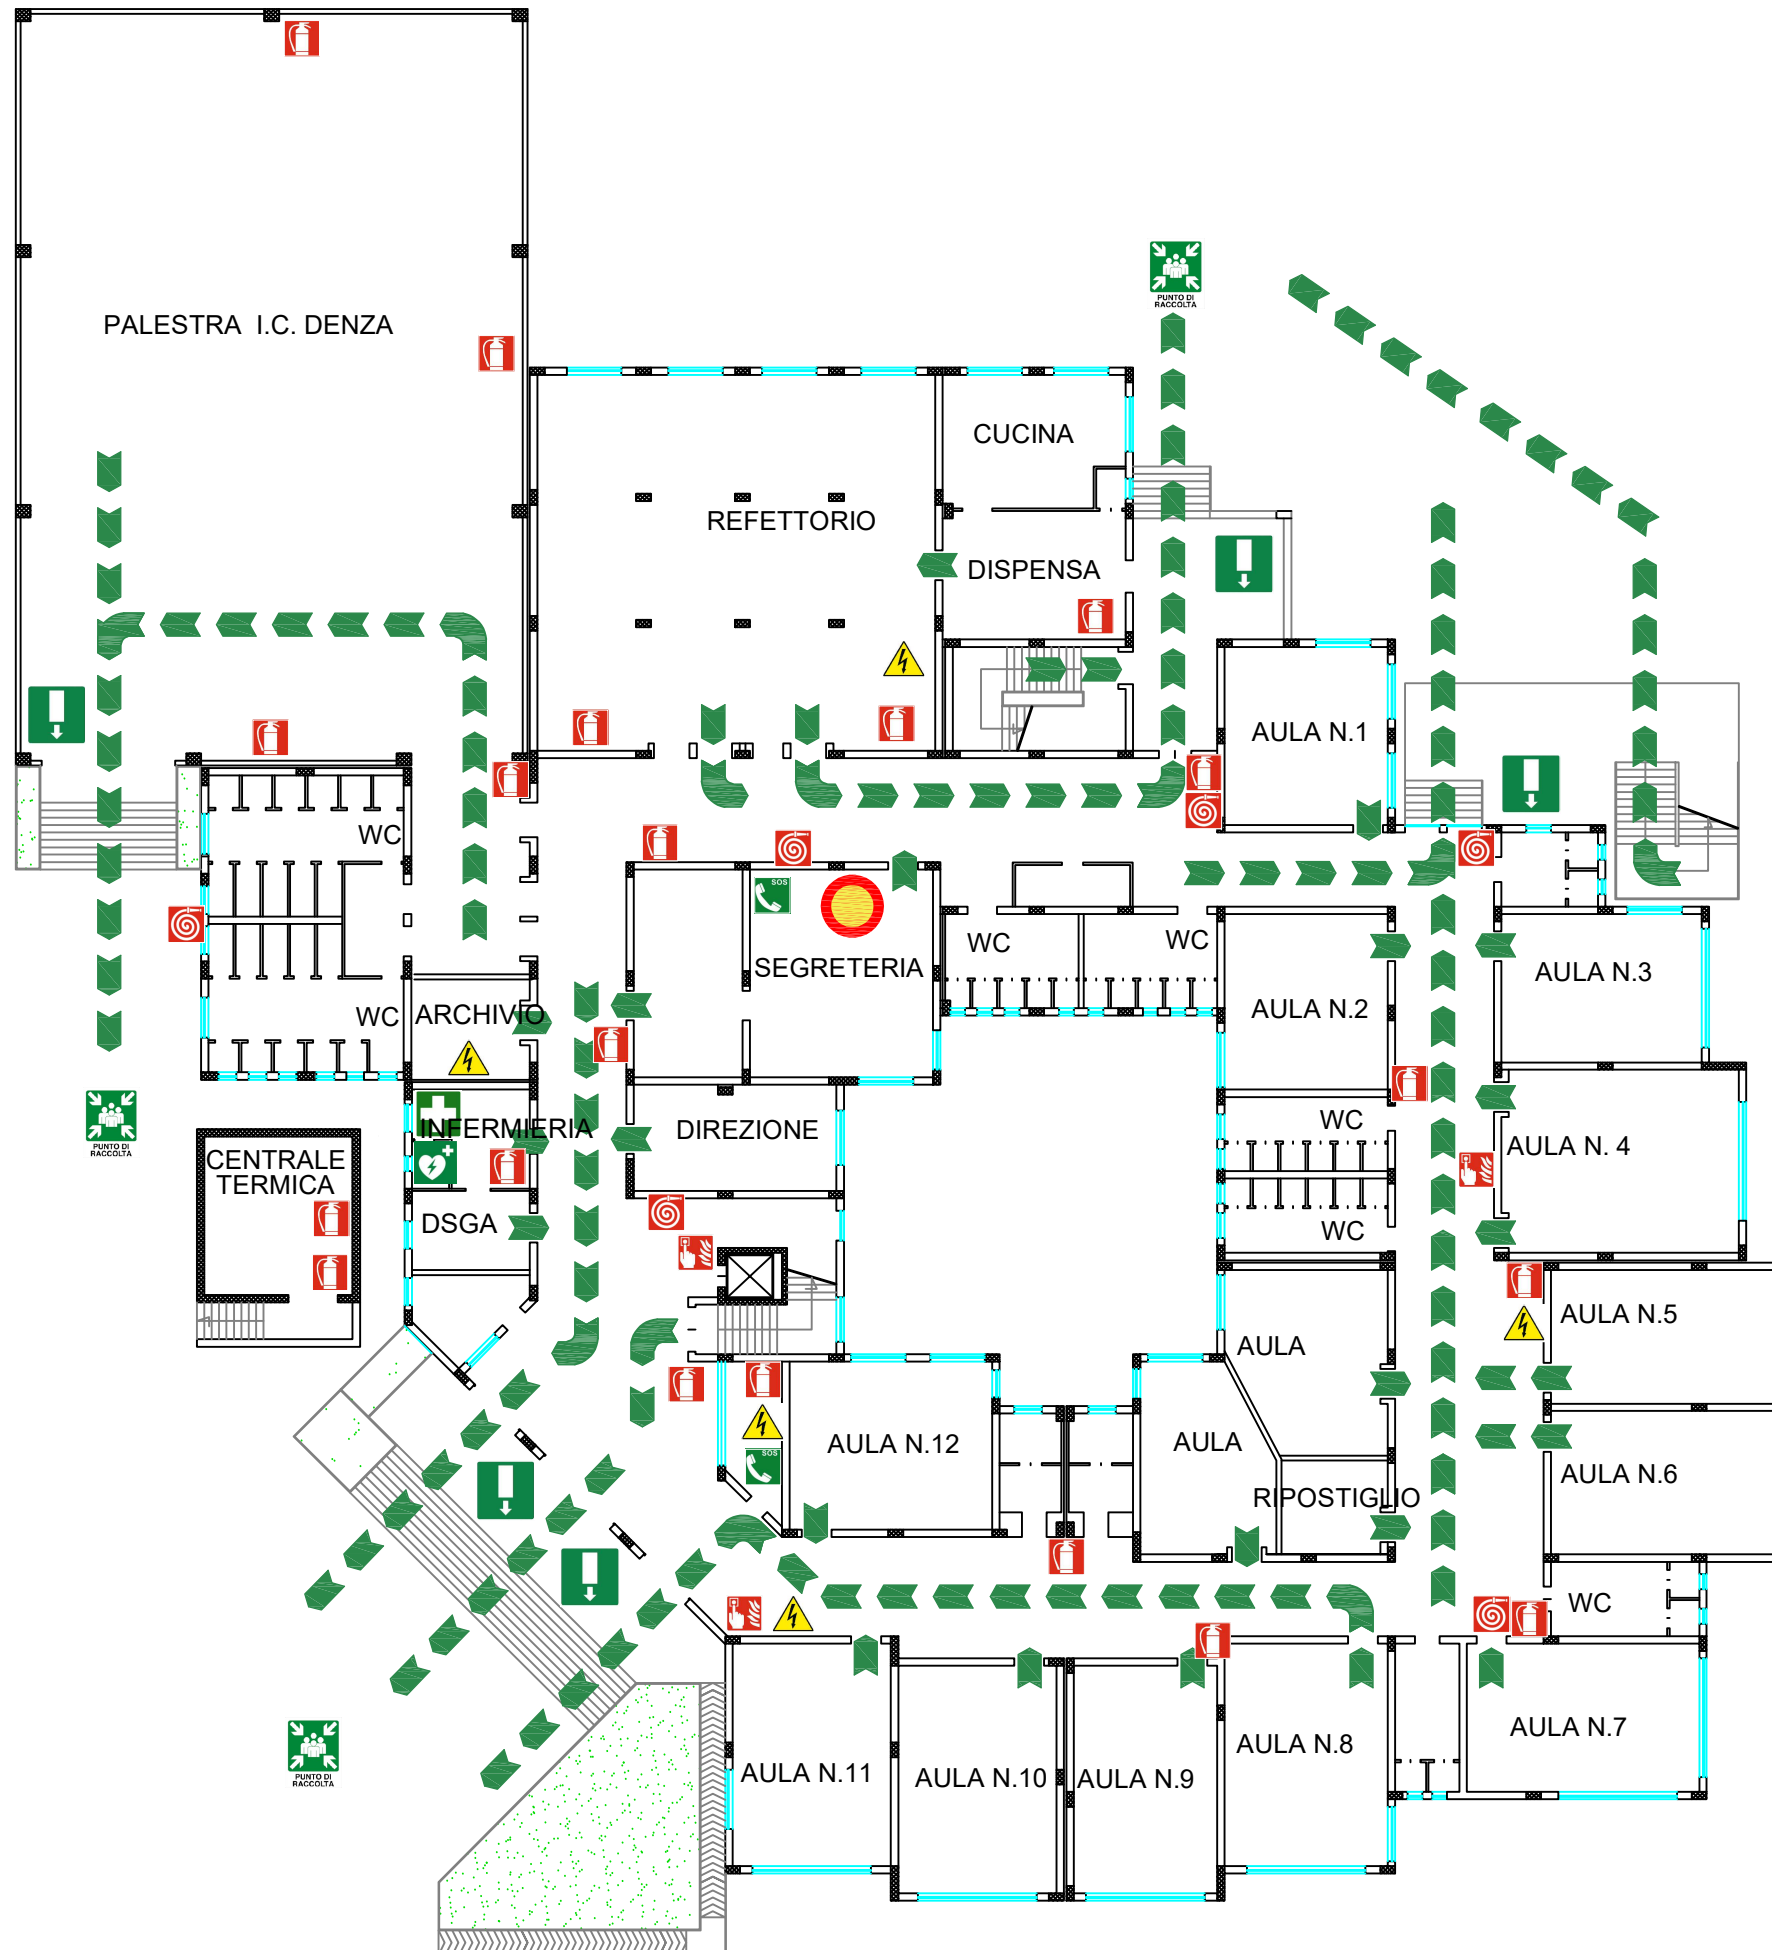 PUNTO DI
RACCOLTA
PALESTRA I.C. DENZA
CUCINA
REFETTORIO
DISPENSA
AULA N.1
WC
SOS
SEGRETERIA
WC
WC
AULA N.3
AULA N.2
WC
ARCHIVIO
INFERMIERIA
DIREZIONE
WC
AULA N. 4
PUNTO DI
RACCOLTA
CENTRALE
TERMICA
DSGA
WC
AULA N.5
AULA
AULA N.12
AULA
SOS
AULA N.6
RIPOSTIGLIO
WC
AULA N.7
AULA N.8
AULA N.11
AULA N.10
AULA N.9
PUNTO DI
RACCOLTA